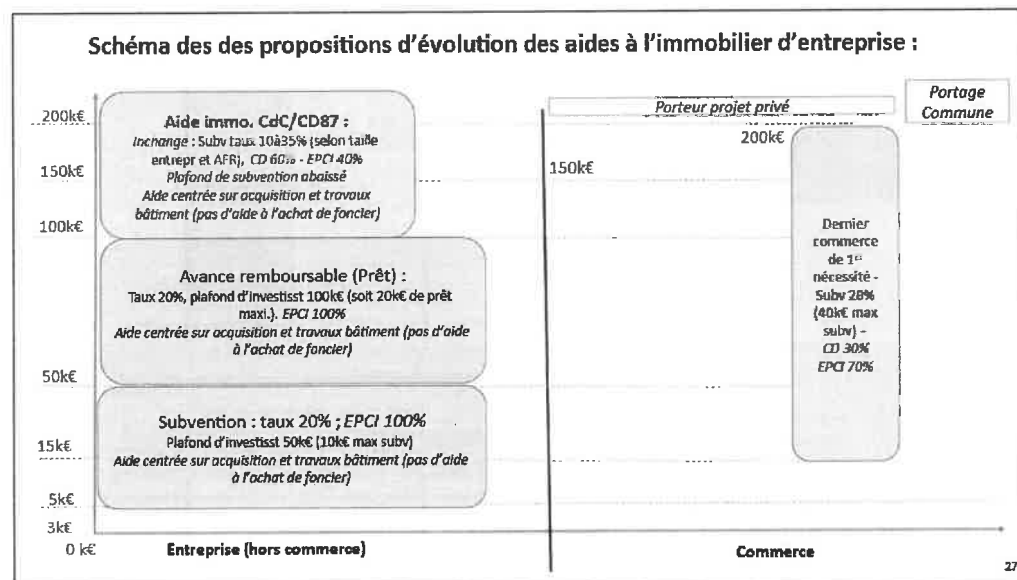 Schéma des des propositions d'évolution des aides à l'immobilier d'entreprise :
200k€
150k€
100k€
50k€
15k€
5k€
3k€
0 k€
Aide immo. CdC/CD87 :
Inchange : Subv taux 10à35% (selon taille
entrepr et AFR), CD 60% - EPCI 40%
Plafond de subvention abaissé
Aide centrée sur acquisition et travaux
bâtiment (pas d'aide à l'achat de foncier)
Avance remboursable (Prêt) :
Taux 20%, plafond d'investisst 100k€ (soit 20k€ de prêt
maxi.). EPCI 100%
Aide centrée sur acquisition et travaux bâtiment (pas d'aide
à l'achat de foncier)
Subvention : taux 20% ; EPCI 100%
Plafond d'investisst 50k€ (10k€ max subv)
Aide centrée sur acquisition et travaux bâtiment (pas d'aide
à l'achat de foncier)
Entreprise (hors commerce)
Porteur projet privé
Portage
Commune
200k€
150k€
Dernier
commerce
de 1
nécessité -
Subv 28%
(40k€ max
subv) -
CD 30%
EPCI 70%
Commerce
27